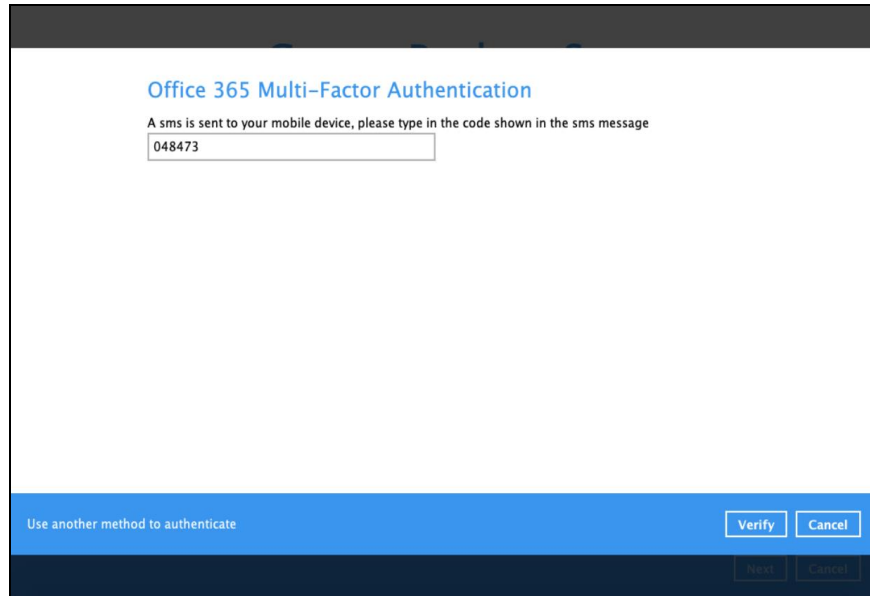 Office 365 Multi-Factor Authentication
A sms is sent to your mobile device, please type in the code shown in the sms message
048473
Use another method to authenticate
Verify
Cancel
Next
Cancel